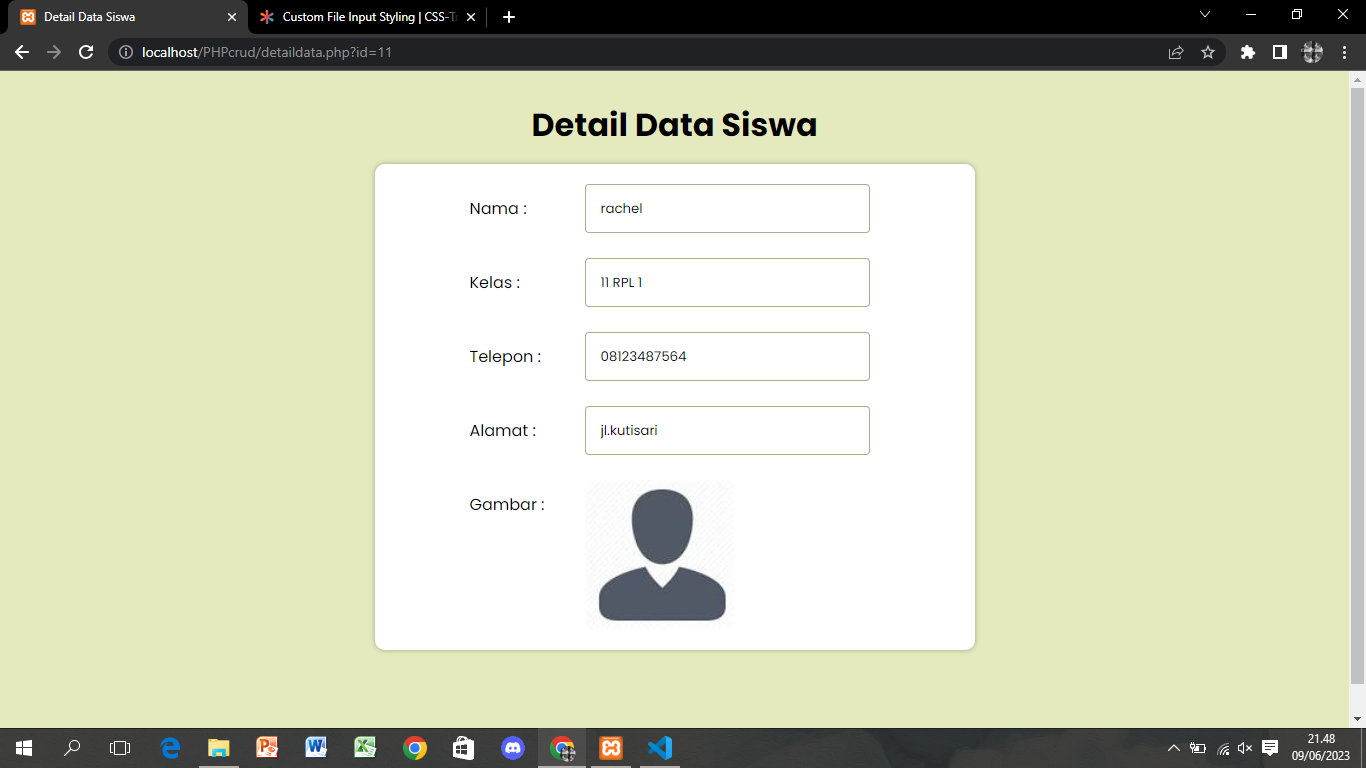 Detail Data Siswa
Custom File Input Styling | CSS-Tr
localhost/PHPcrud/detaildata.php?id=11
Detail Data Siswa
Nama : rachel
Kelas : 11 RPL 1
Telepon : 08123487564
Alamat : jl.kutisari
Gambar :
21.48
09/06/2023